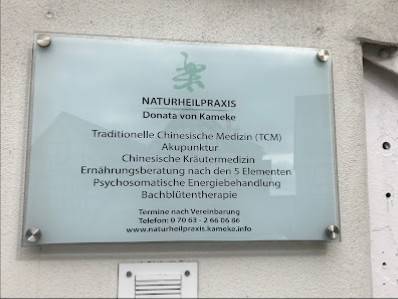 NATURHEILPRAXIS
Donata von Kameke
Traditionelle Chinesische Medizin (TCM)
Akupunktur
Chinesische Kräutermedizin
Ernährungsberatung nach den 5 Elementen
Psychosomatische Energiebehandlung
Bachblütentherapie
Termine nach Vereinbarung
Telefon: 0 70 63 - 2 66 06 86
www.naturheilpraxis.kameke.info